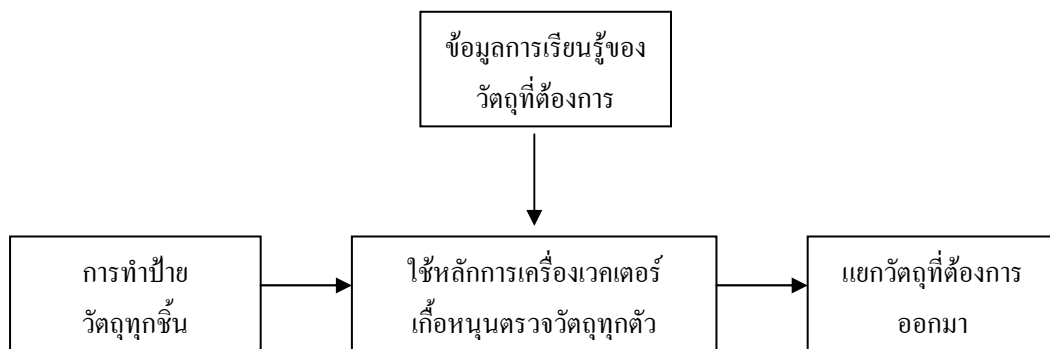 ข้อมูลการเรียนรู้ของ
วัตถุที่ต้องการ
การทำป้าย
วัตถุทุกชิ้น
ใช้หลักการเครื่องเวคเตอร์
เกื้อหนุนตรวจวัตถุทุกตัว
แยกวัตถุที่ต้องการ
ออกมา